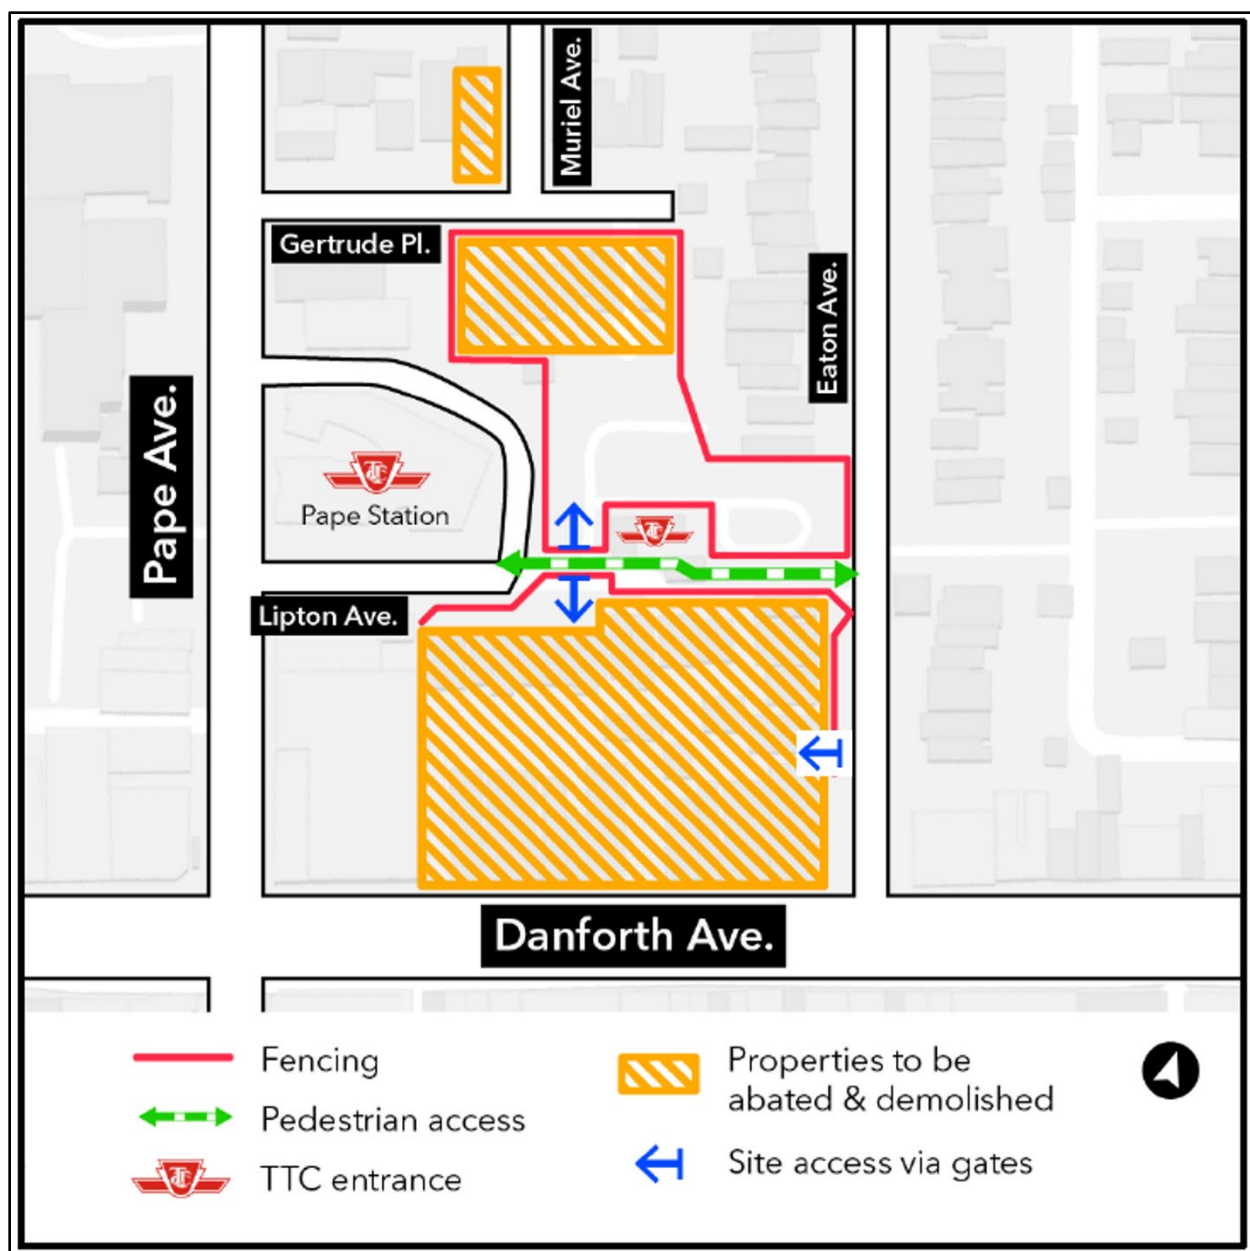 Muriel Ave.
Gertrude Pl.
Eaton Ave.
Pape Ave.
Pape Station
Lipton Ave.
Danforth Ave.
Fencing
Pedestrian access
TTC entrance
Properties to be
abated & demolished
Site access via gates